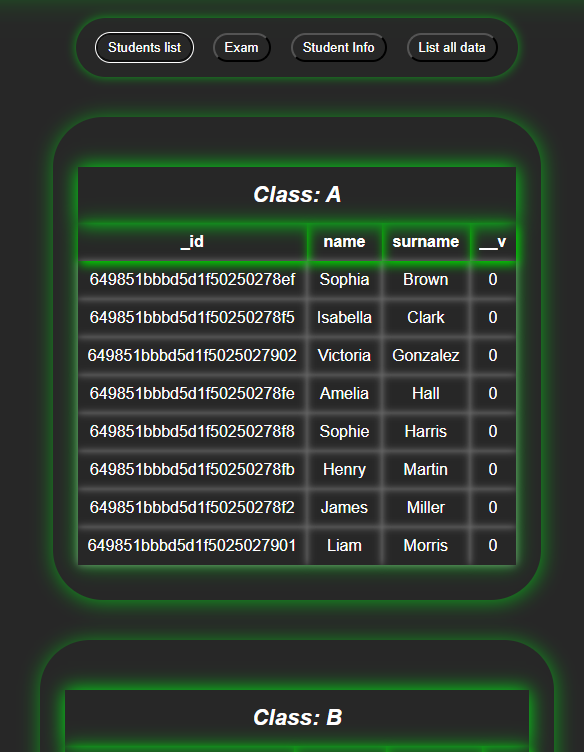 Students list Exam Student Info List all data
Class: A
_id name surname __v
649851bbbd5d1f50250278ef Sophia Brown 0
649851bbbd5d1f50250278f5 Isabella Clark 0
649851bbbd5d1f5025027902 Victoria Gonzalez 0
649851bbbd5d1f50250278fe Amelia Hall 0
649851bbbd5d1f50250278f8 Sophie Harris 0
649851bbbd5d1f50250278fb Henry Martin 0
649851bbbd5d1f50250278f2 James Miller 0
649851bbbd5d1f5025027901 Liam Morris 0
Class: B